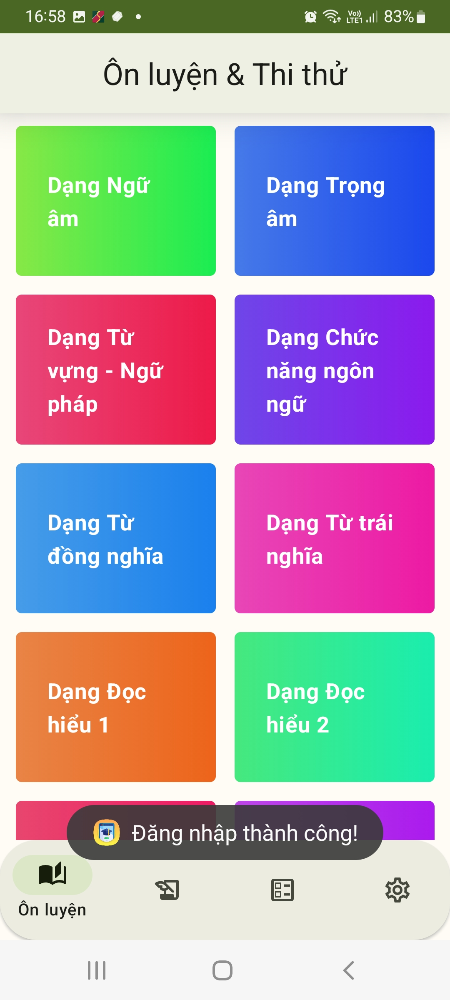 16:58
Vo)) LTE1 83%
Ôn luyện & Thi thử
Dạng Ngữ
âm
Dạng Trọng
âm
Dạng Từ
vựng - Ngữ
pháp
Dạng Chức
năng ngôn
ngữ
Dạng Từ
đồng nghĩa
Dạng Từ trái
nghĩa
Dạng Đọc
hiểu 1
Dạng Đọc
hiểu 2
Đăng nhập thành công!
Ôn luyện